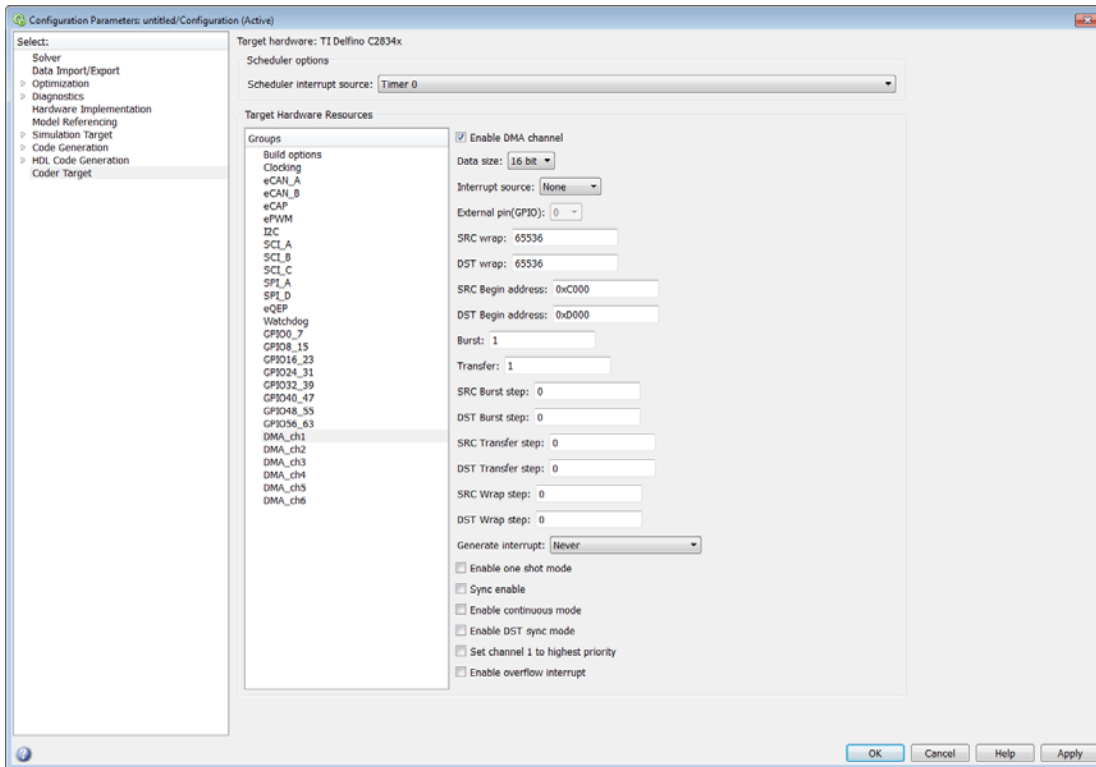 Configuration Parameters: untitled/Configuration (Active)
Select:
Solver
Data Import/Export
Optimization
Diagnostics
Hardware Implementation
Model Referencing
Simulation Target
Code Generation
HDL Code Generation
Coder Target
Target hardware: TI Delfino C2834x
Scheduler options
Scheduler interrupt source: Timer 0
Target Hardware Resources
Groups
Build options
Clocking
eCAN_A
eCAN_B
eCAP
ePWM
I2C
SCI_A
SCI_B
SCI_C
SPI_A
SPI_D
eQEP
Watchdog
GPIO0_7
GPIO8_15
GPIO16_23
GPIO24_31
GPIO32_39
GPIO40_47
GPIO48_55
GPIO56_63
DMA_ch1
DMA_ch2
DMA_ch3
DMA_ch4
DMA_ch5
DMA_ch6
Enable DMA channel
Data size: 16 bit
Interrupt source: None
External pin(GPIO): 0
SRC wrap: 65536
DST wrap: 65536
SRC Begin address: 0xC000
DST Begin address: 0xD000
Burst: 1
Transfer: 1
SRC Burst step: 0
DST Burst step: 0
SRC Transfer step: 0
DST Transfer step: 0
SRC Wrap step: 0
DST Wrap step: 0
Generate interrupt: Never
Enable one shot mode
Sync enable
Enable continuous mode
Enable DST sync mode
Set channel 1 to highest priority
Enable overflow interrupt
OK Cancel Help Apply